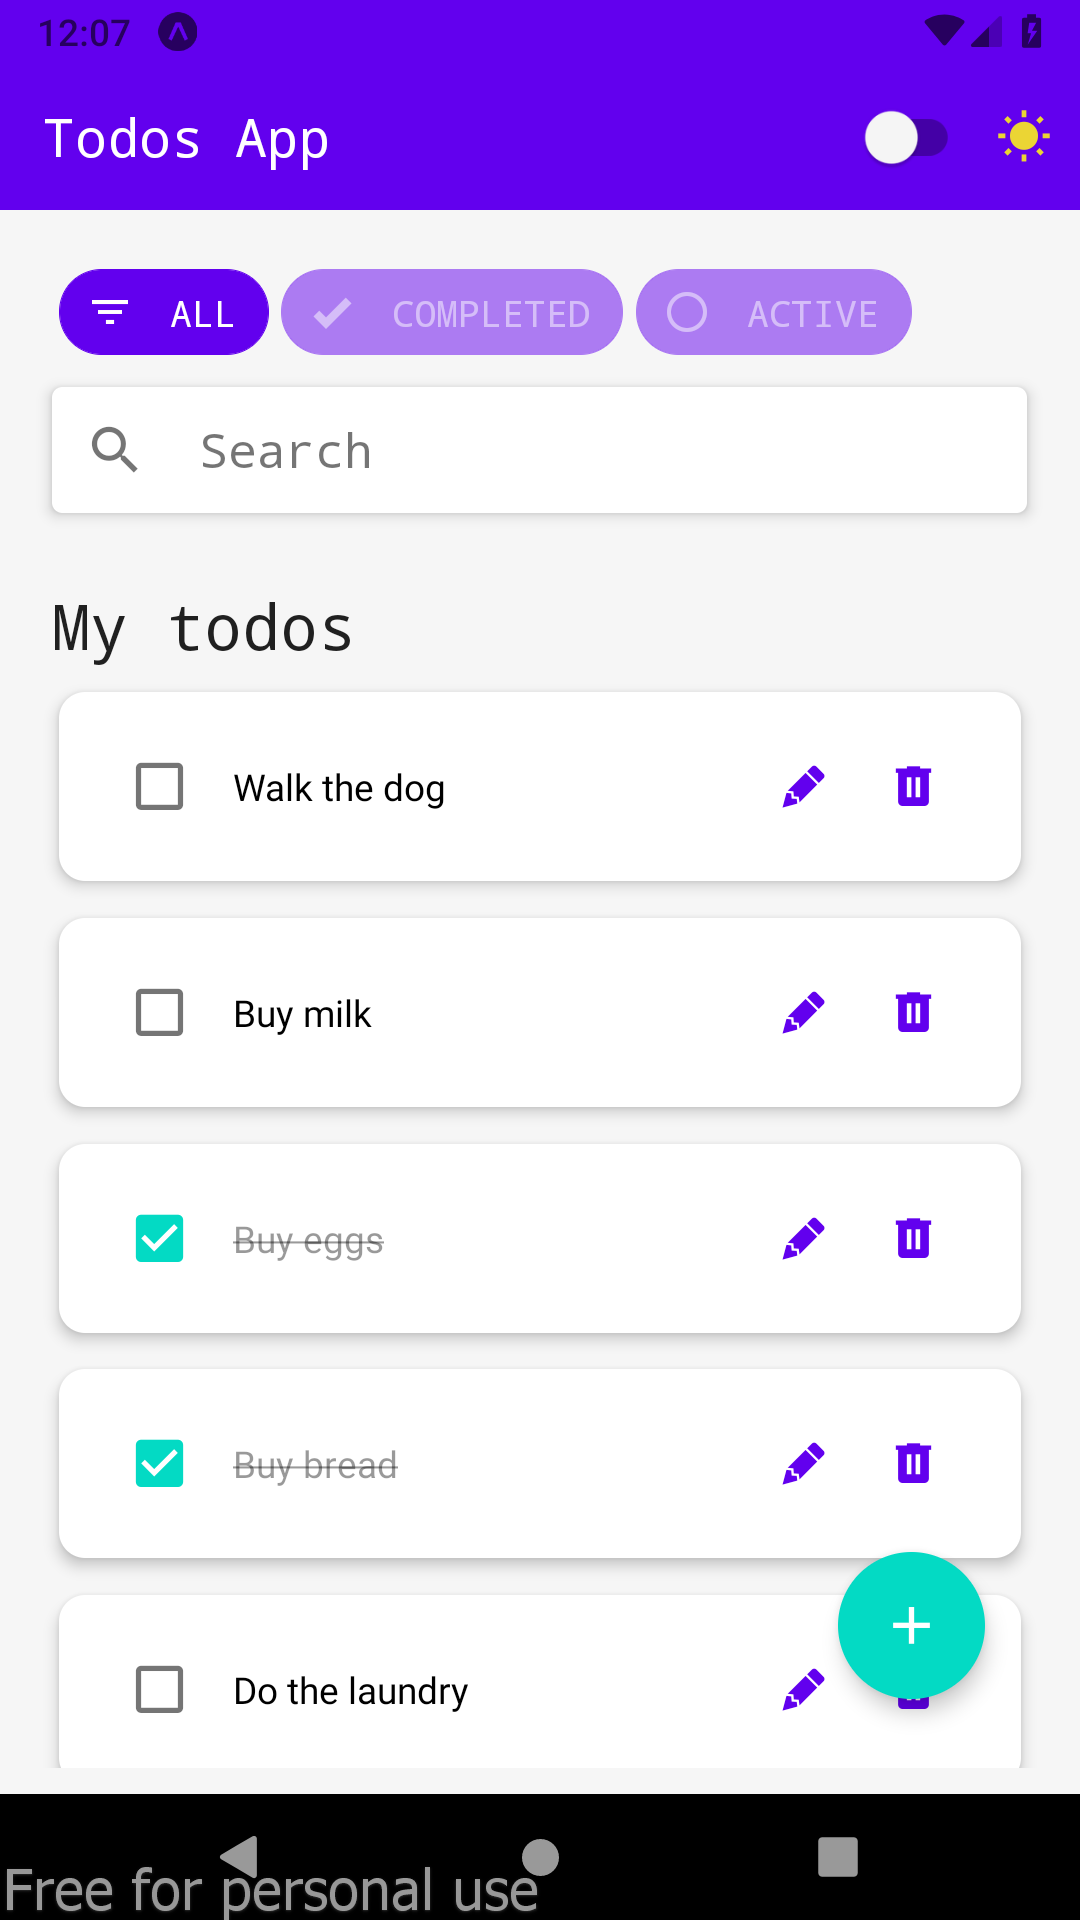 12:07
Todos App
ALL COMPLETED ACTIVE
Search
My todos
Walk the dog
Buy milk
Buy eggs
Buy bread
Do the laundry
Free for personal use